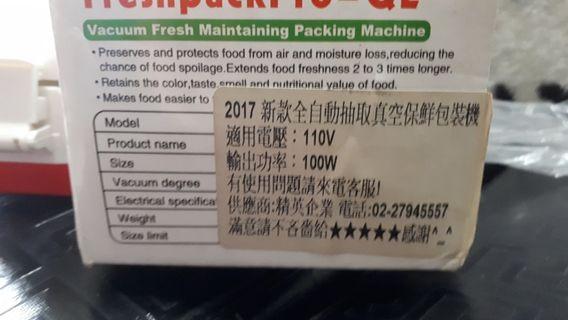 Vacuum Fresh Maintaining Packing Machine
•Preserves and protects food from air and moisture loss,reducing the
chance of food spoilage.Extends food freshness 2 to 3 times longer.
•Retains the color,taste,smell and nutritional value of food.
•Makes food easier to
2017 新款全自動抽取真空保鮮包裝機
適用電壓：110V
輸出功率：100W
有使用問題請來電客服!
供應商:精英企業 電話:02-27945557
滿意請不吝嗇給★★★★★感謝^_^
Model
Product name
Size
Vacuum degree
Electrical specifica
Weight
Size limit